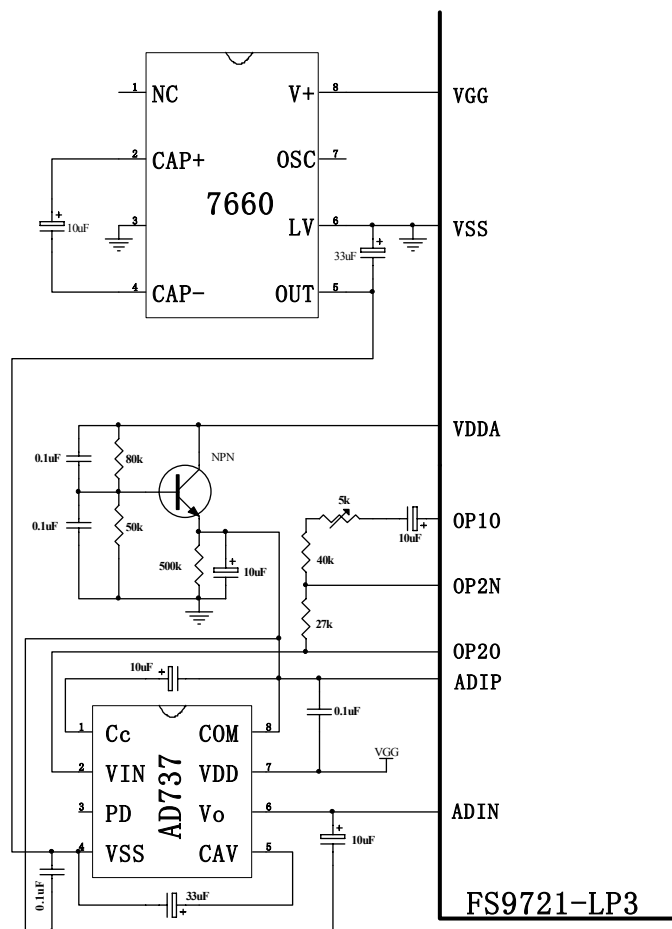 1 NC V+ 8 VGG
2 CAP+ OSC 7
7660
10uF
3 LV 6 VSS
33uF
4 CAP- OUT 5
VDDA
0.1uF 80k NPN
0.1uF 50k
5k
10uF OP1O
500k 10uF 40k
OP2N
27k
OP2O
10uF ADIP
0.1uF
1 Cc COM 8
VGG
2 VIN VDD 7
AD737
3 PD Vo 6 ADIN
10uF
4 VSS CAV 5
0.1uF
33uF
FS9721-LP3